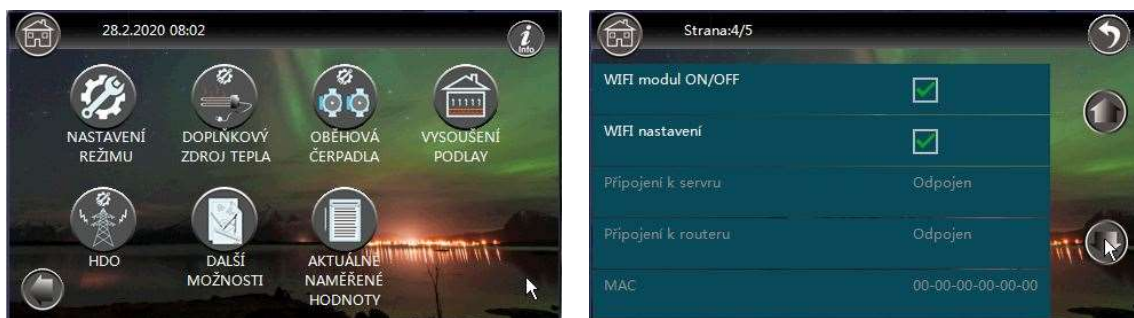 28.2.2020 08:02
Info
NASTAVENÍ
REŽIMU
DOPLŇKOVÝ
ZDROJ TEPLA
OBĚHOVÁ
ČERPADLA
VYSOUŠENÍ
PODLAY
HDO
DALŠÍ
MOŽNOSTI
AKTUÁLNĚ
NAMĚŘENÉ
HODNOTY
Strana:4/5
WIFI modul ON/OFF
WIFI nastavení
Připojení k servru Odpojen
Připojení k routeru Odpojen
MAC 00-00-00-00-00-00